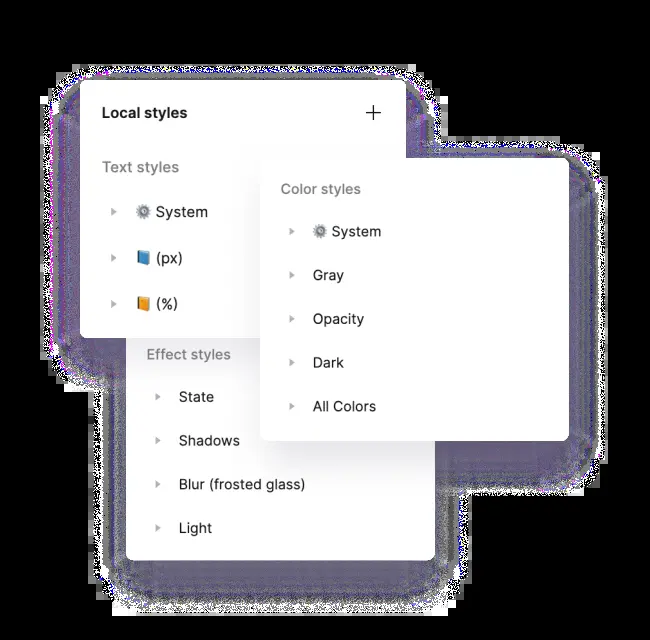 Local styles
Text styles
⚙️ System
📘 (px)
📙 (%)
Color styles
⚙️ System
Gray
Opacity
Dark
All Colors
Effect styles
State
Shadows
Blur (frosted glass)
Light